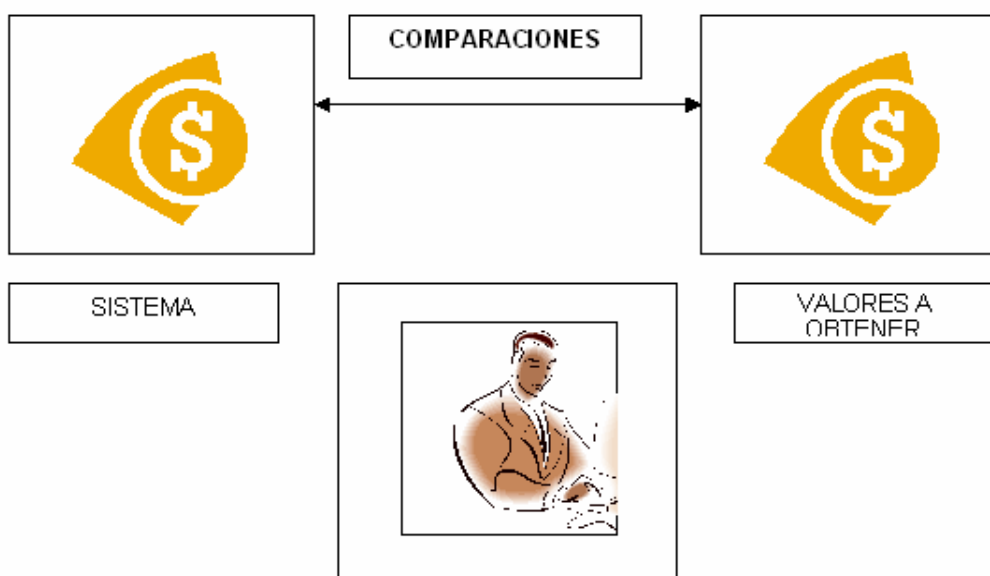 COMPARACIONES
$
$
SISTEMA
VALORES A
OBTENER